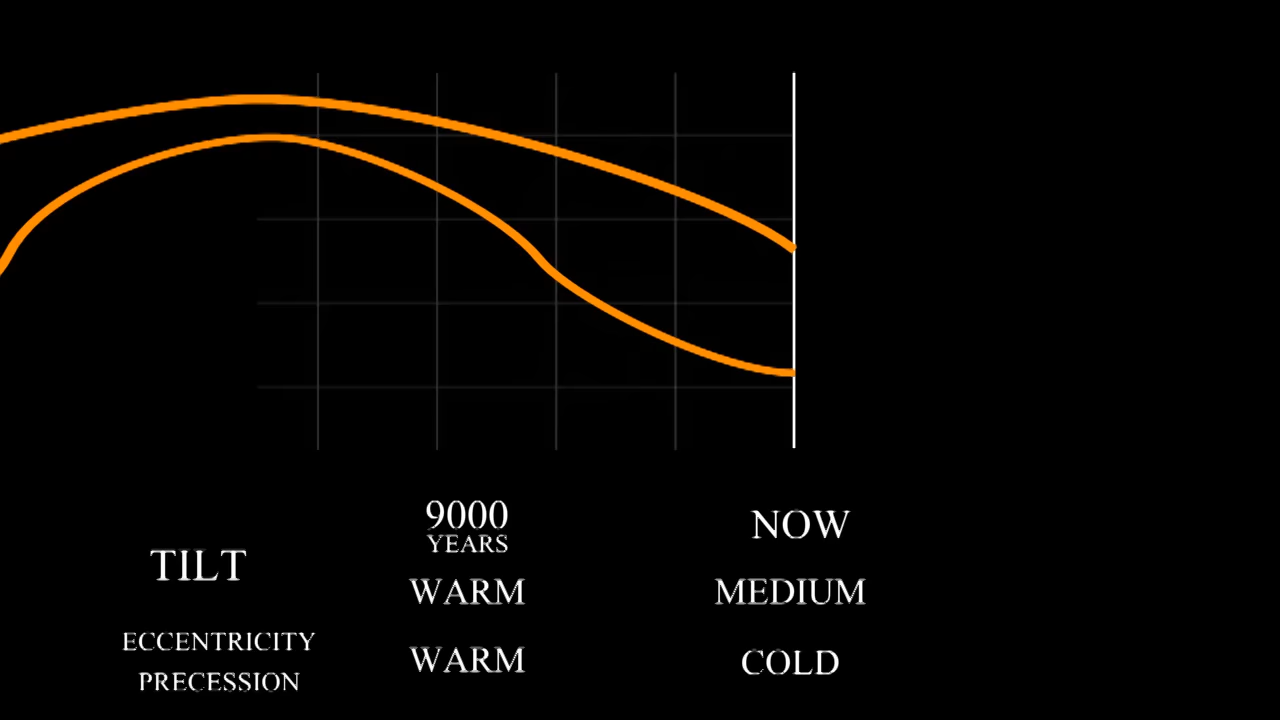 9000
YEARS
NOW
TILT
WARM
MEDIUM
ECCENTRICITY
PRECESSION
WARM
COLD